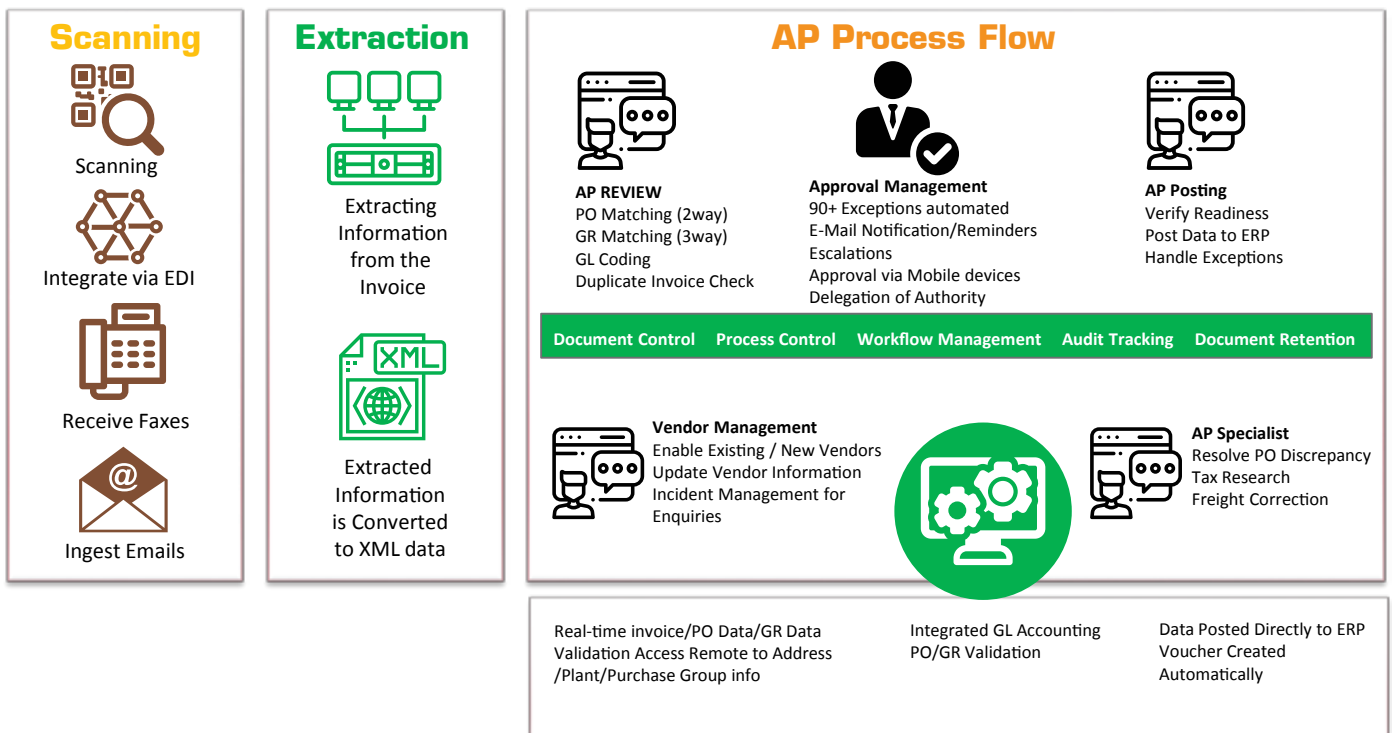 Scanning
Scanning
Integrate via EDI
Receive Faxes
@
Ingest Emails
Extraction
Extracting
Information
from the
Invoice
XML
Extracted
Information
is Converted
to XML data
AP Process Flow
AP REVIEW
PO Matching (2way)
GR Matching (3way)
GL Coding
Duplicate Invoice Check
Approval Management
90+ Exceptions automated
E-Mail Notification/Reminders
Escalations
Approval via Mobile devices
Delegation of Authority
AP Posting
Verify Readiness
Post Data to ERP
Handle Exceptions
Document Control Process Control Workflow Management Audit Tracking Document Retention
Vendor Management
Enable Existing / New Vendors
Update Vendor Information
Incident Management for
Enquiries
AP Specialist
Resolve PO Discrepancy
Tax Research
Freight Correction
Real-time invoice/PO Data/GR Data
Validation Access Remote to Address
/Plant/Purchase Group info
Integrated GL Accounting
PO/GR Validation
Data Posted Directly to ERP
Voucher Created
Automatically